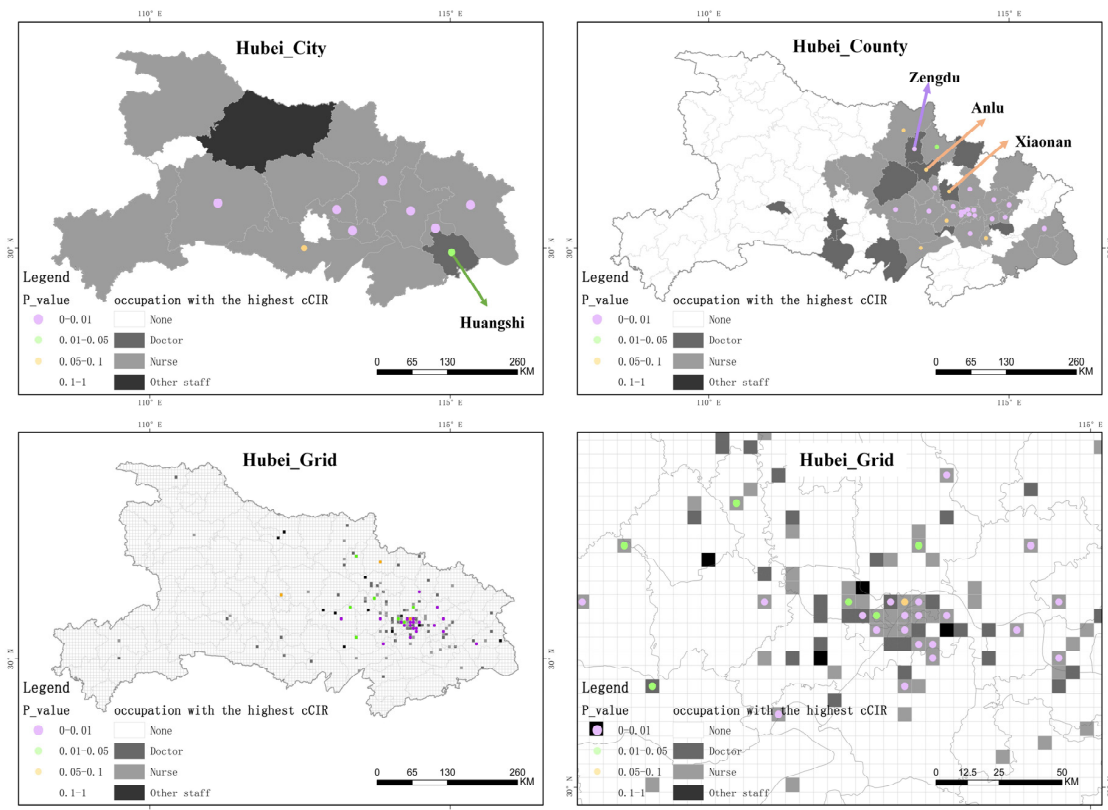 110° E 115° E
Hubei_City
30° N 30° N
Huangshi
Legend
P_value occupation with the highest cCIR
0-0.01 None
0.01-0.05 Doctor
0.05-0.1 Nurse
0.1-1 Other staff
0 65 130 260
KM
110° E 115° E
110° E 115° E
Hubei_County
Zengdu
Anlu
Xiaonan
30° N 30° N
Legend
P_value occupation with the highest cCIR
0-0.01 None
0.01-0.05 Doctor
0.05-0.1 Nurse
0.1-1 Other staff
0 65 130 260
KM
110° E 115° E
110° E 115° E
Hubei_Grid
30° N 30° N
Legend
P_value occupation with the highest cCIR
0-0.01 None
0.01-0.05 Doctor
0.05-0.1 Nurse
0.1-1 Other staff
0 65 130 260
KM
116° E
Hubei_Grid
30° N 30° N
Legend
P_value occupation with the highest cCIR
0-0.01 None
0.01-0.05 Doctor
0.05-0.1 Nurse
0.1-1 Other staff
0 12.5 25 50
KM